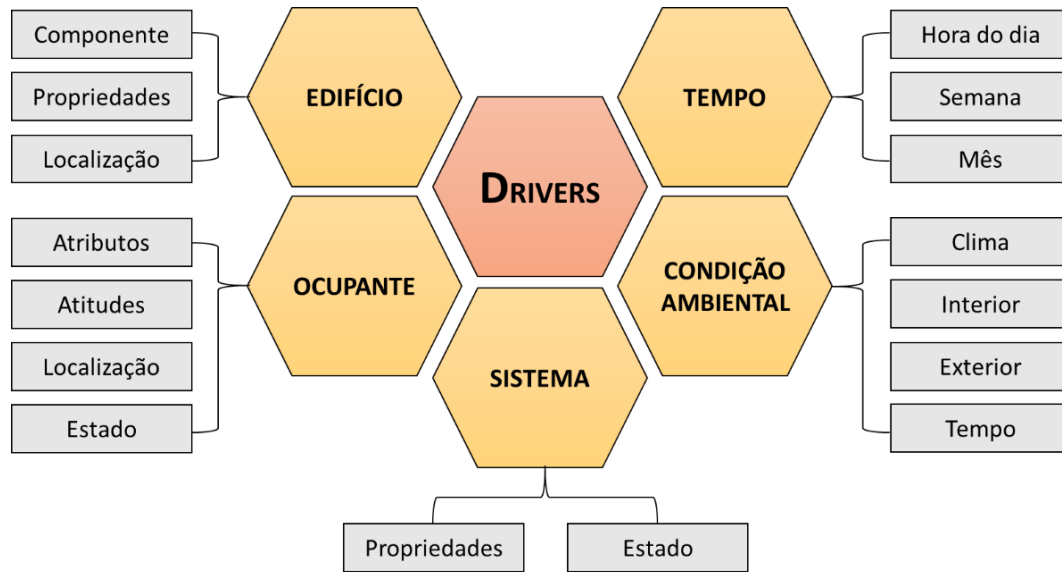 Componente
Propriedades
Localização
EDIFÍCIO
TEMPO
Hora do dia
Semana
Mês
DRIVERS
Atributos
Atitudes
Localização
Estado
OCUPANTE
CONDIÇÃO
AMBIENTAL
Clima
Interior
Exterior
Tempo
SISTEMA
Propriedades
Estado